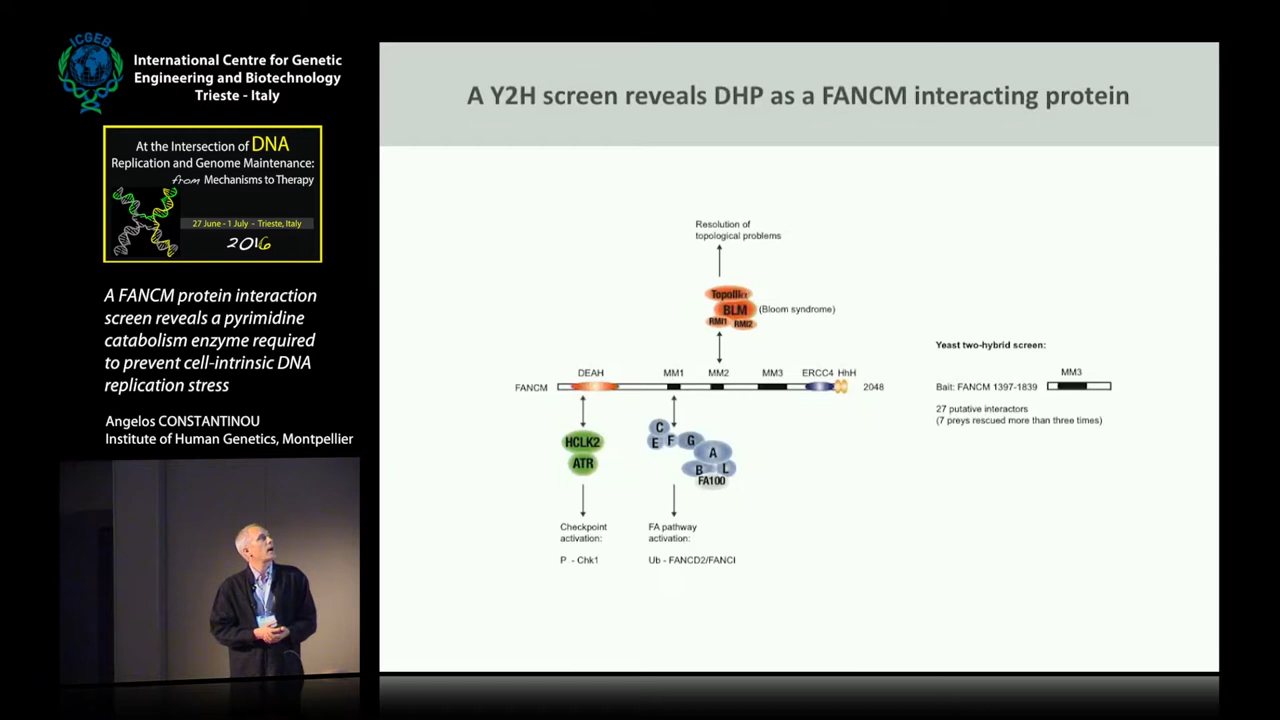 ICGEB
International Centre for Genetic
Engineering and Biotechnology
Trieste - Italy
At the Intersection of DNA
Replication and Genome Maintenance:
from Mechanisms to Therapy
27 June - 1 July - Trieste, Italy
2016
A FANCM protein interaction
screen reveals a pyrimidine
catabolism enzyme required
to prevent cell-intrinsic DNA
replication stress
Angelos CONSTANTINOU
Institute of Human Genetics, Montpellier
A Y2H screen reveals DHP as a FANCM interacting protein
Resolution of
topological problems
TopoIIIα
BLM
(Bloom syndrome)
RMI1
RMI2
DEAH
MM1
MM2
MM3
ERCC4
HhH
FANCM
2048
HCLK2
ATR
C
E
F
G
A
B
L
FA100
Checkpoint
activation:
P - Chk1
FA pathway
activation:
Ub - FANCD2/FANCI
Yeast two-hybrid screen:
MM3
Bait: FANCM 1397-1839
27 putative interactors
(7 preys rescued more than three times)